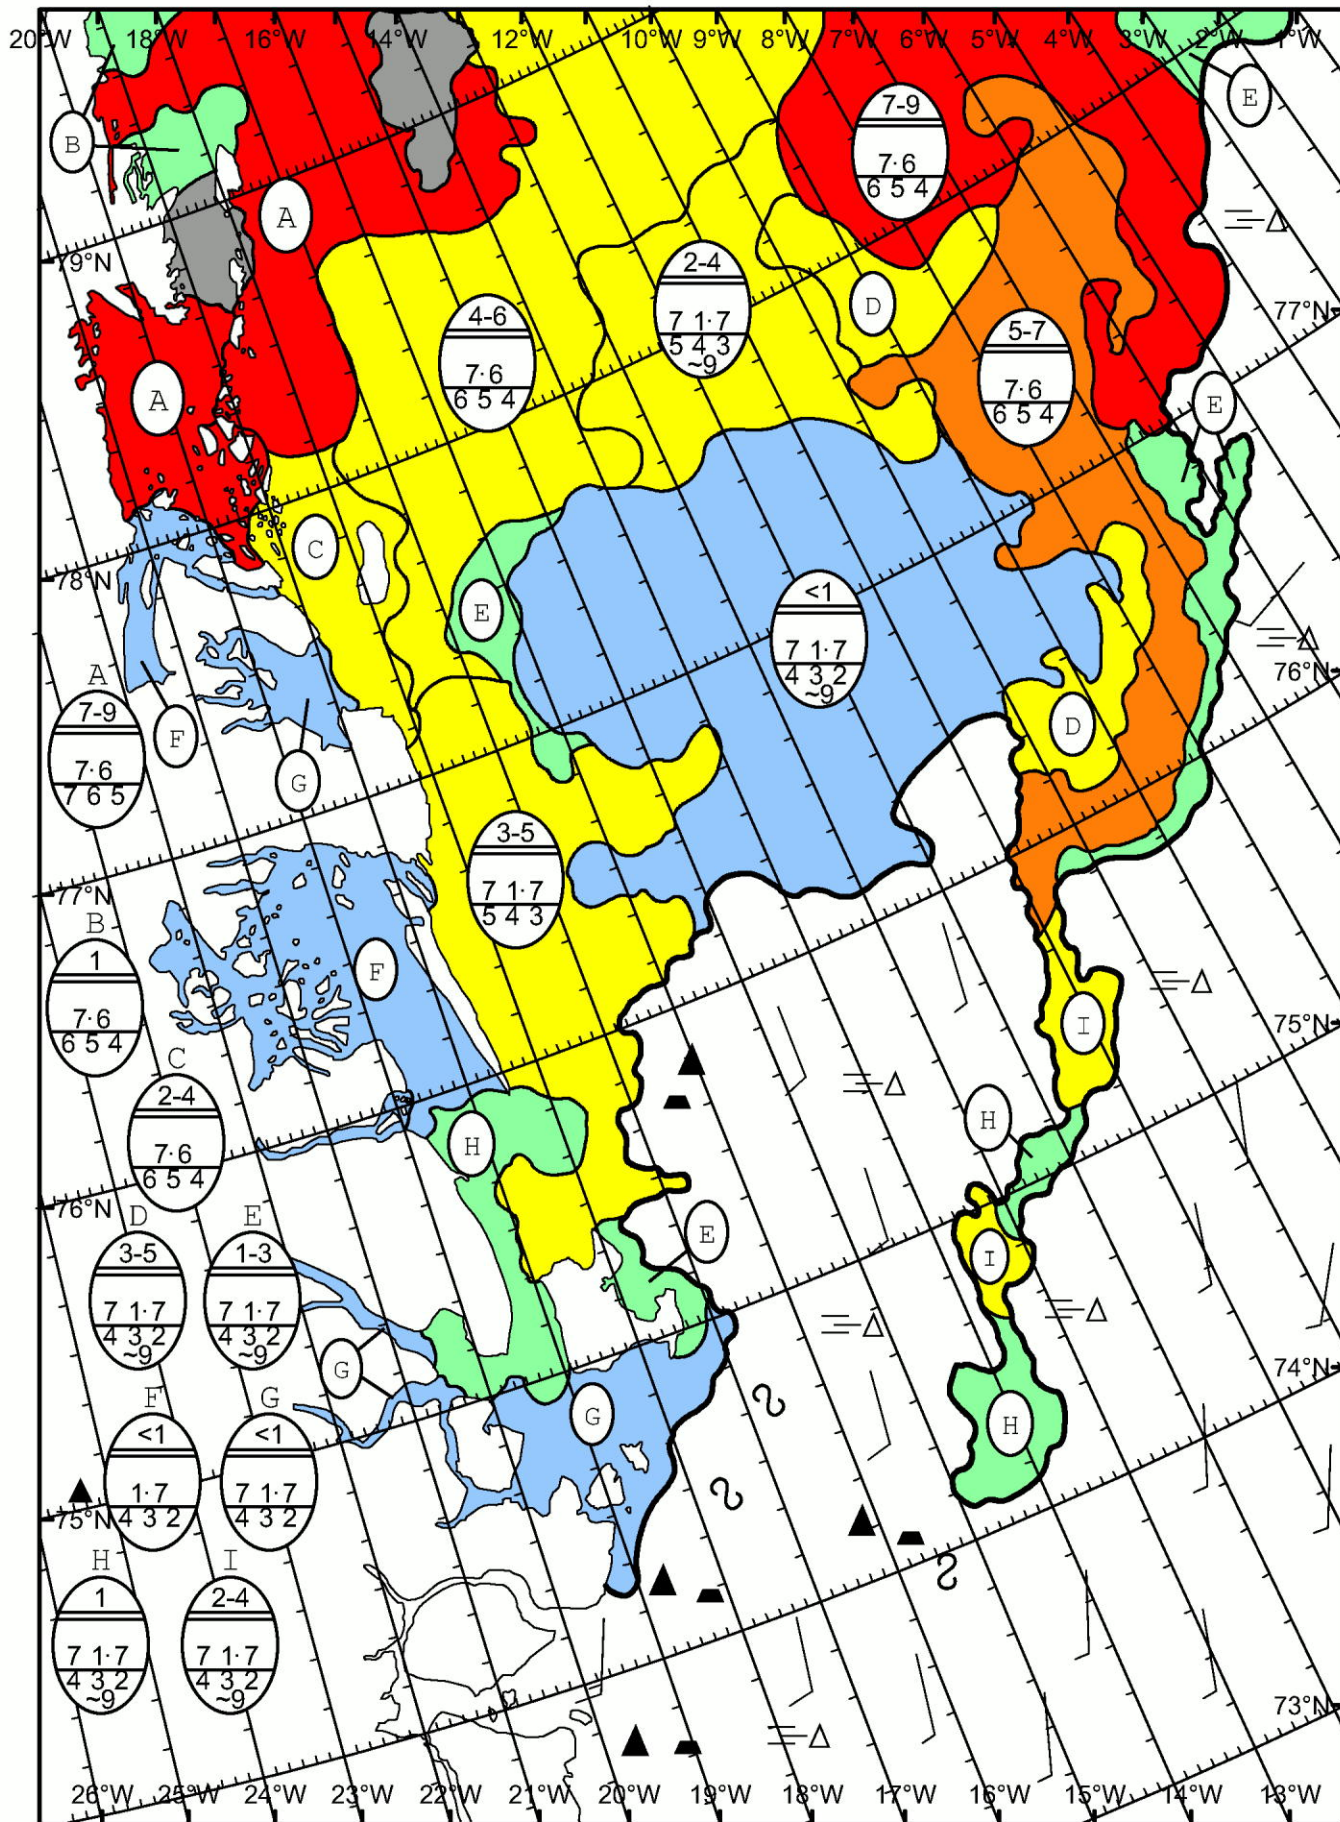 20°W 18°W 16°W 14°W 12°W 10°W 9°W 8°W 7°W 6°W 5°W 4°W 3°W 2°W 1°W
E
B
7-9
7·6
6 5 4
A
79°N
2-4
7 1·7
5 4 3
~9
D
77°N
4-6
7·6
6 5 4
5-7
7·6
6 5 4
A
E
C
78°N
E
<1
7 1·7
4 3 2
~9
76°N
A
7-9
7·6
7 6 5
F
G
D
3-5
7 1·7
5 4 3
77°N
B
1
7·6
6 5 4
F
I
75°N
C
2-4
7·6
6 5 4
H
H
76°N
D
3-5
7 1·7
4 3 2
~9
E
1-3
7 1·7
4 3 2
~9
E
I
G
74°N
G
H
F
<1
1·7
4 3 2
G
<1
7 1·7
4 3 2
75°N
H
1
7 1·7
4 3 2
~9
I
2-4
7 1·7
4 3 2
~9
73°N
26°W 25°W 24°W 23°W 22°W 21°W 20°W 19°W 18°W 17°W 16°W 15°W 14°W 13°W